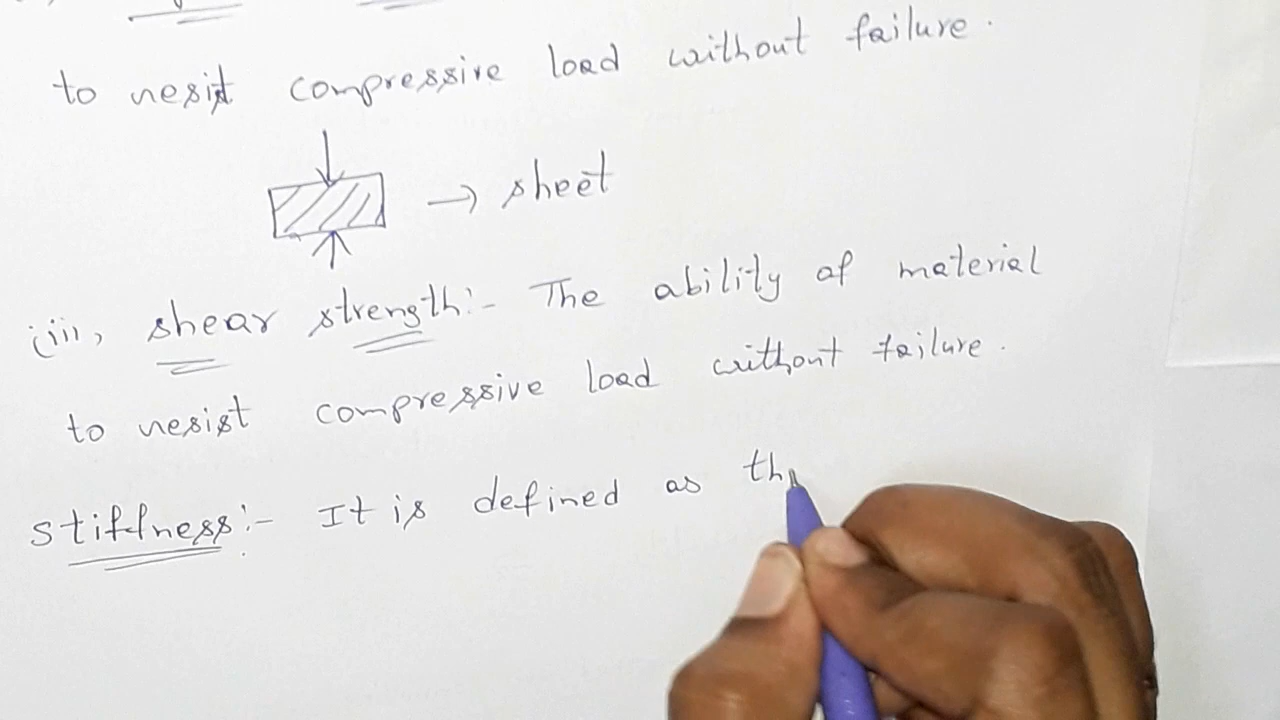 to resist compressive load without failure.
→ sheet
(iii) shear strength:- The ability of material
to resist compressive load without failure.
stiffness:- It is defined as th